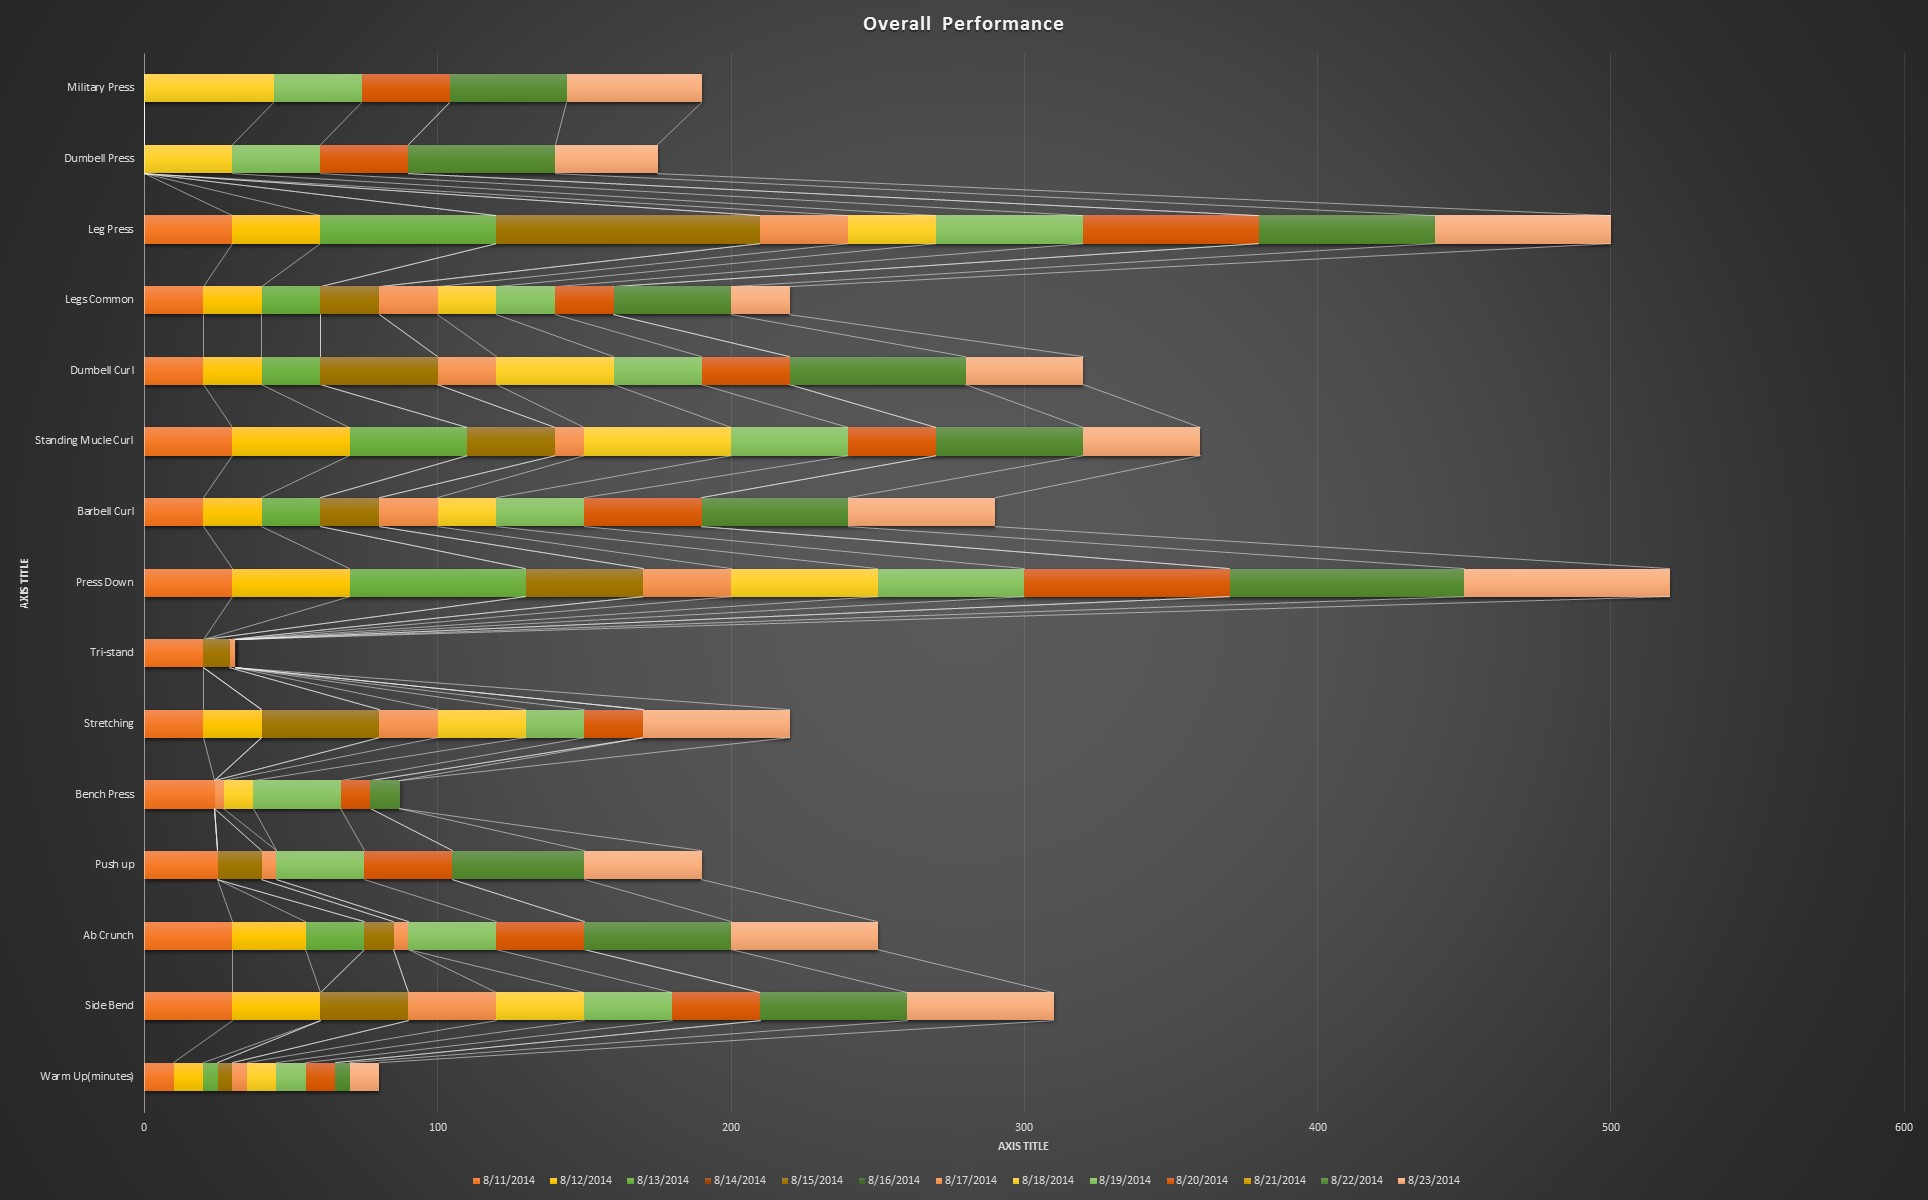 Overall Performance
Military Press
Dumbell Press
Leg Press
Legs Common
Dumbell Curl
Standing Mucle Curl
Barbell Curl
Press Down
Tri-stand
Stretching
Bench Press
Push up
Ab Crunch
Side Bend
Warm Up(minutes)
AXIS TITLE
0 100 200 300 400 500 600
AXIS TITLE
8/11/2014 8/12/2014 8/13/2014 8/14/2014 8/15/2014 8/16/2014 8/17/2014 8/18/2014 8/19/2014 8/20/2014 8/21/2014 8/22/2014 8/23/2014